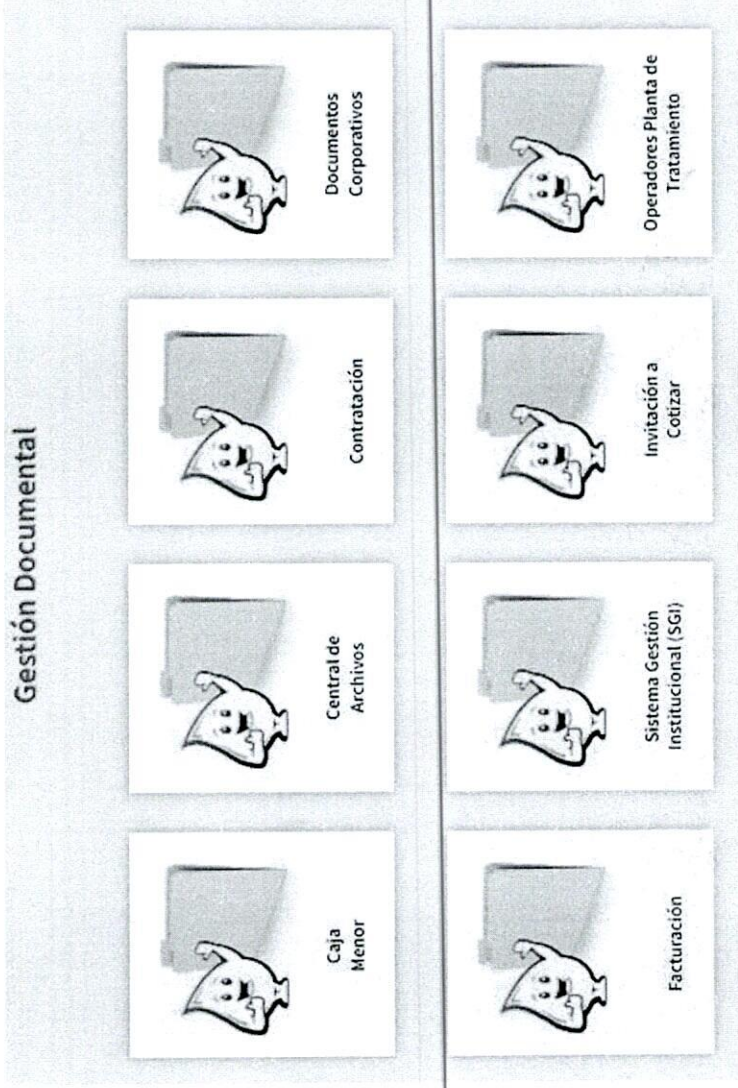 Gestión Documental
Caja
Menor
Central de
Archivos
Contratación
Documentos
Corporativos
Facturación
Sistema Gestión
Institucional (SGI)
Invitación a
Cotizar
Operadores Planta de
Tratamiento